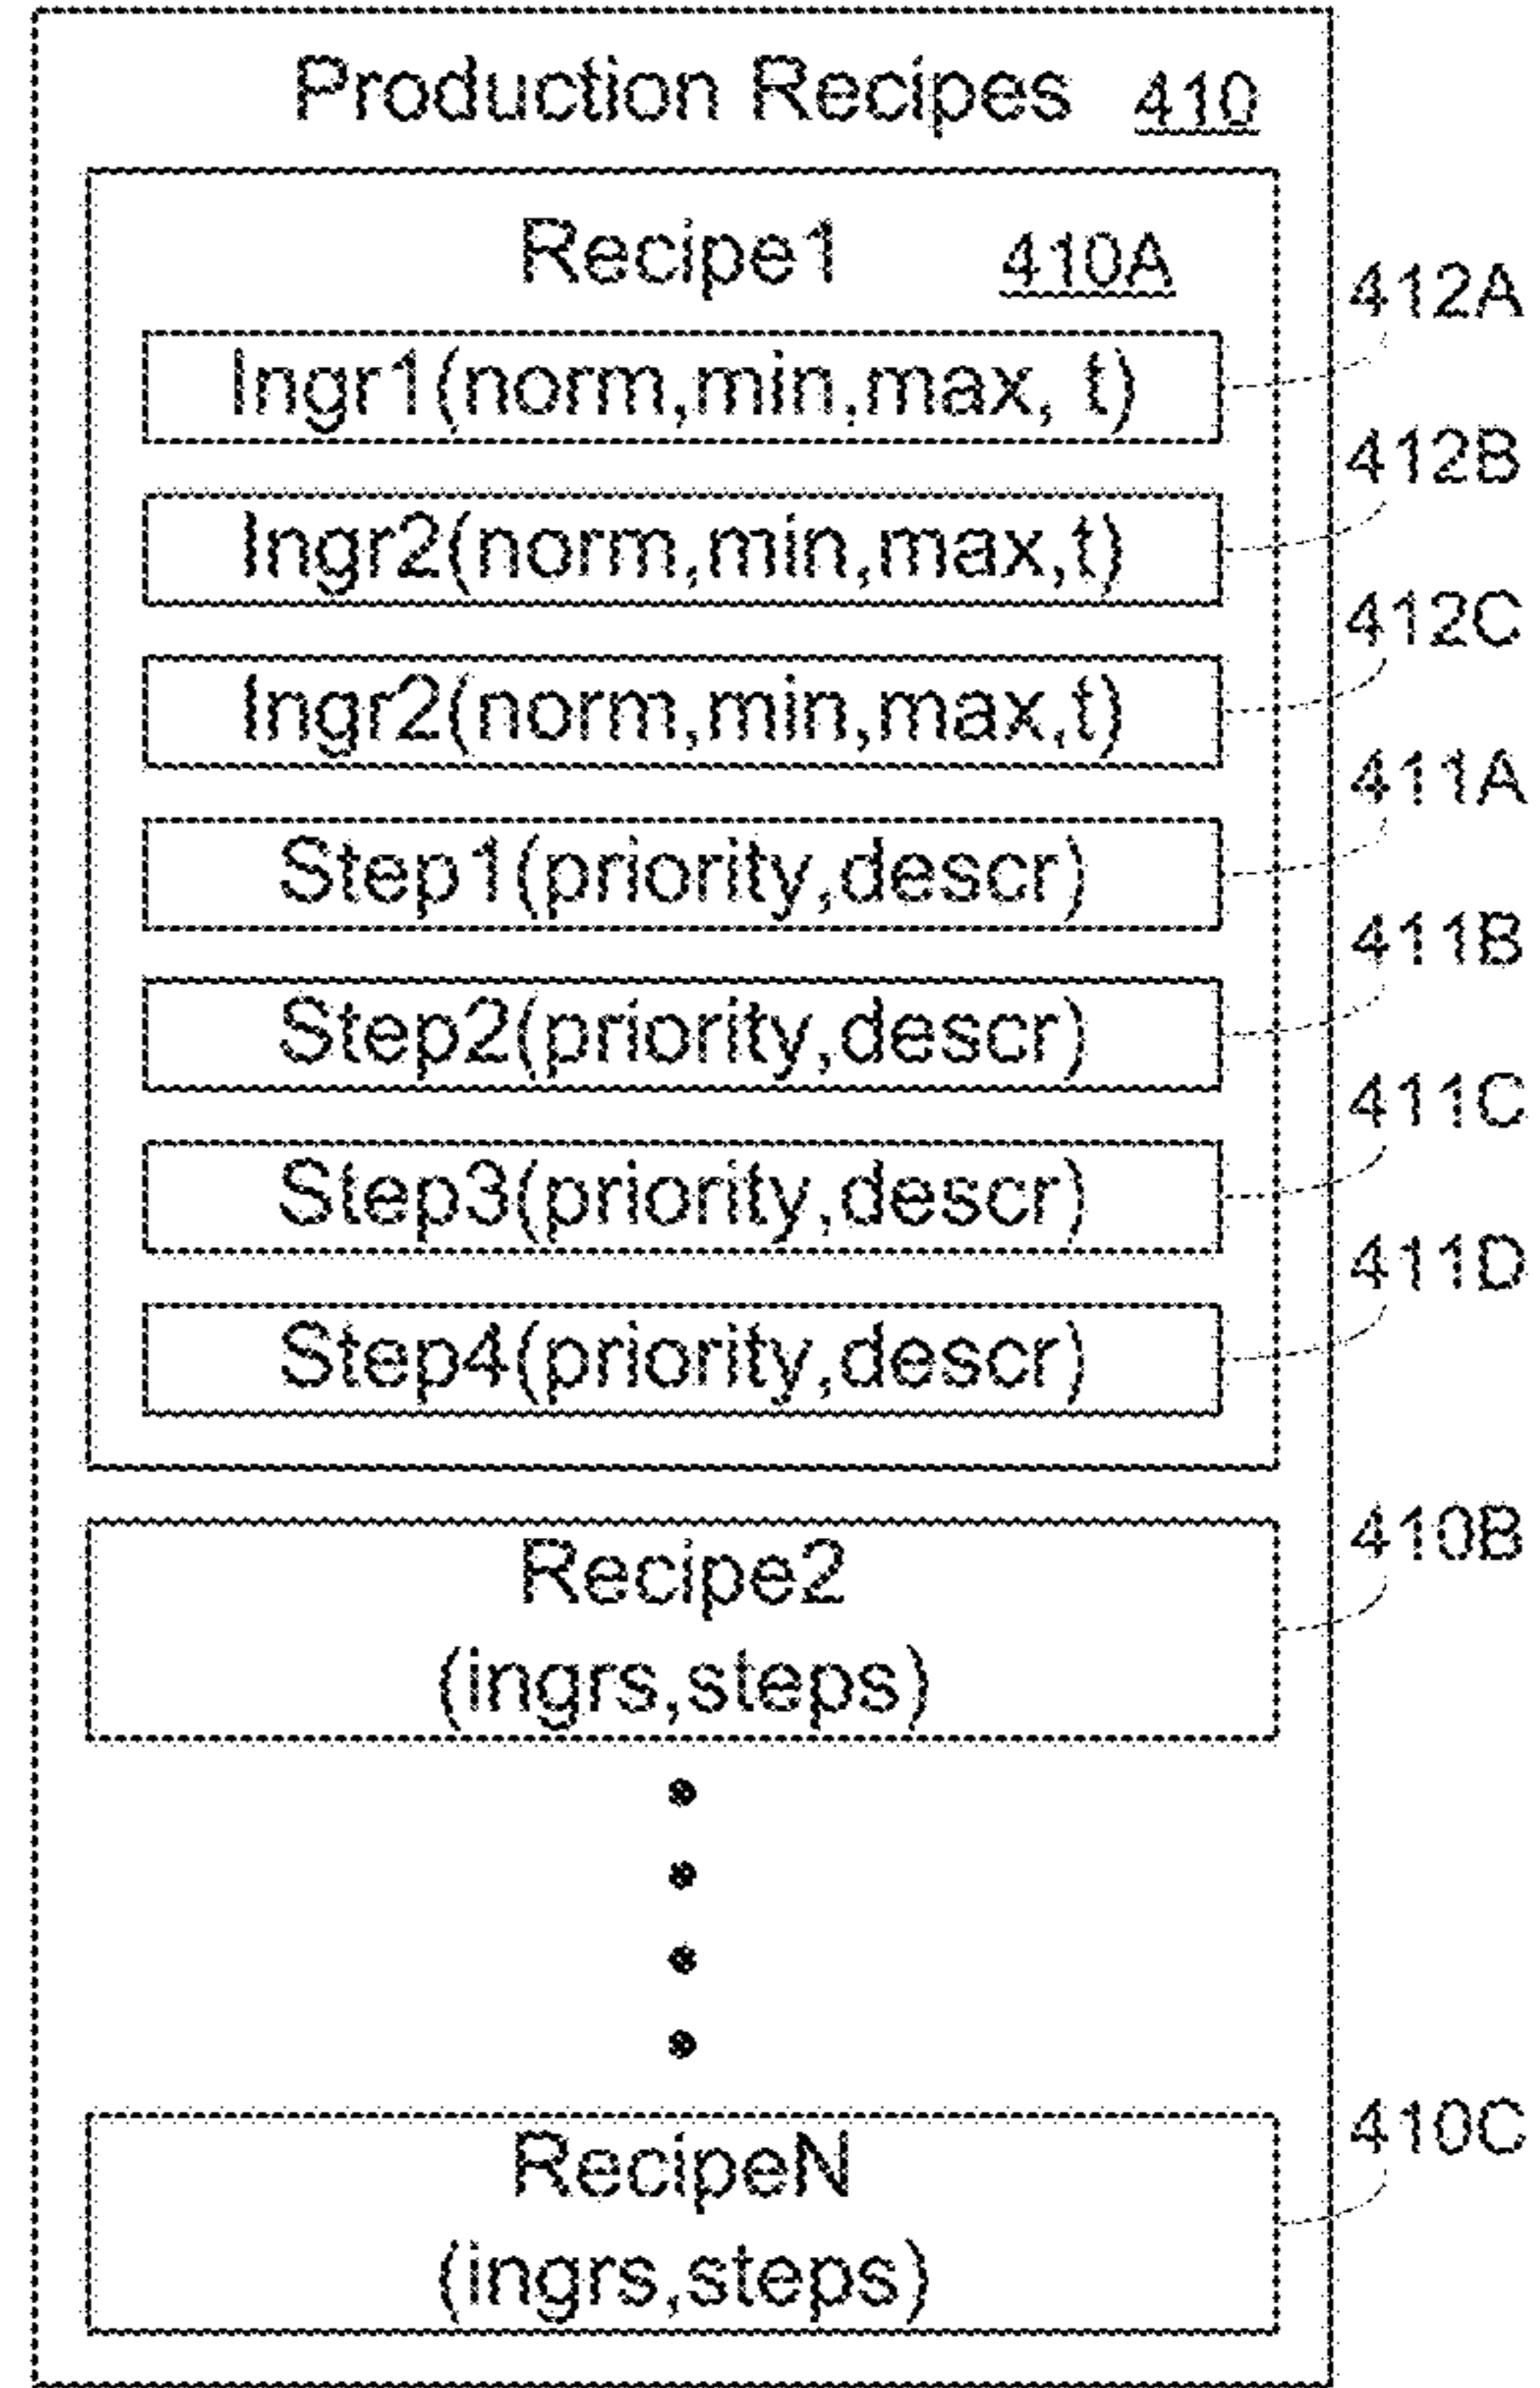 Production Recipes 410
Recipe1 410A
412A
Ingr1(norm,min,max, t)
412B
Ingr2(norm,min,max,t)
412C
Ingr2(norm,min,max,t)
411A
Step1(priority,descr)
411B
Step2(priority,descr)
411C
Step3(priority,descr)
411D
Step4(priority,descr)
410B
Recipe2
(ingrs,steps)
410C
RecipeN
(ingrs,steps)